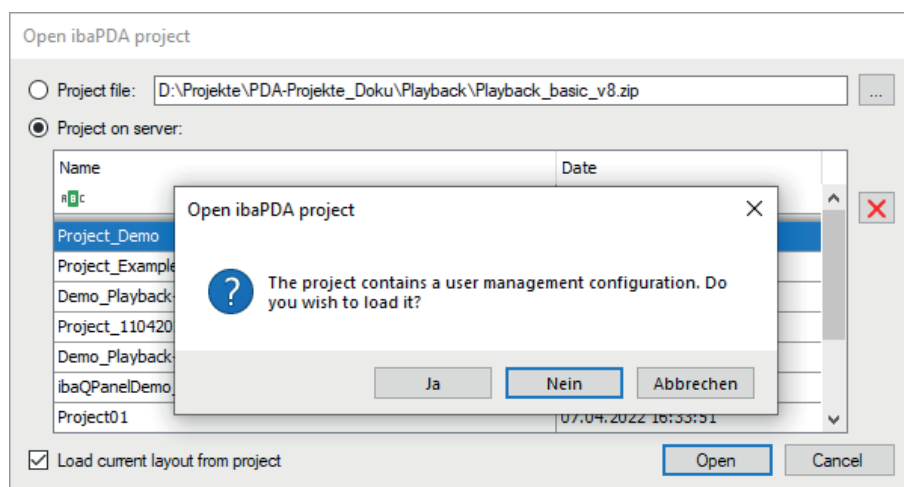 Open ibaPDA project
Project file: D:\Projekte\PDA-Projekte_Doku\Playback\Playback_basic_v8.zip ...
Project on server:
Name Date
ABC
Open ibaPDA project
Project_Demo
Project_Example
The project contains a user management configuration. Do
you wish to load it?
Demo_Playback-
Project_110420
Demo_Playback-
ibaQPanelDemo_
Ja Nein Abbrechen
Project01 07.04.2022 16:33:51
Load current layout from project Open Cancel